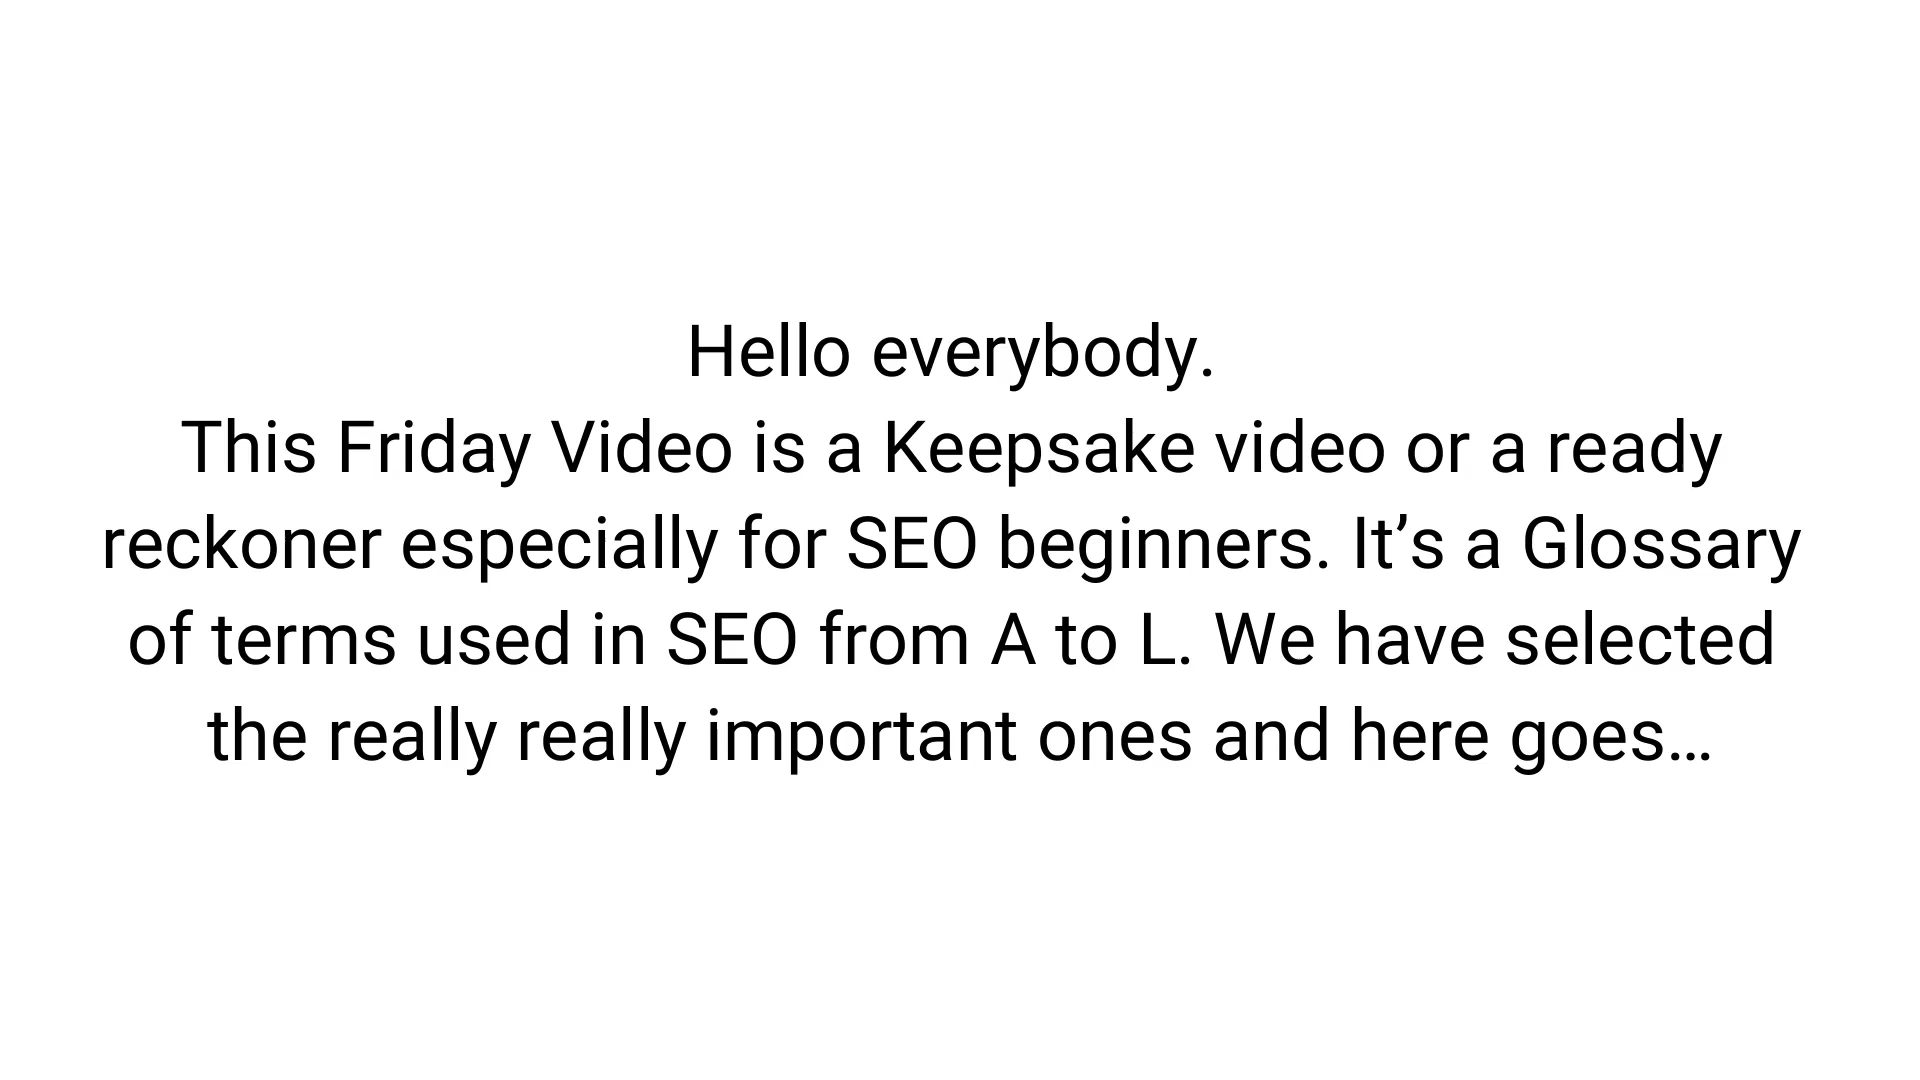 Hello everybody.
This Friday Video is a Keepsake video or a ready
reckoner especially for SEO beginners. It’s a Glossary
of terms used in SEO from A to L. We have selected
the really really important ones and here goes…